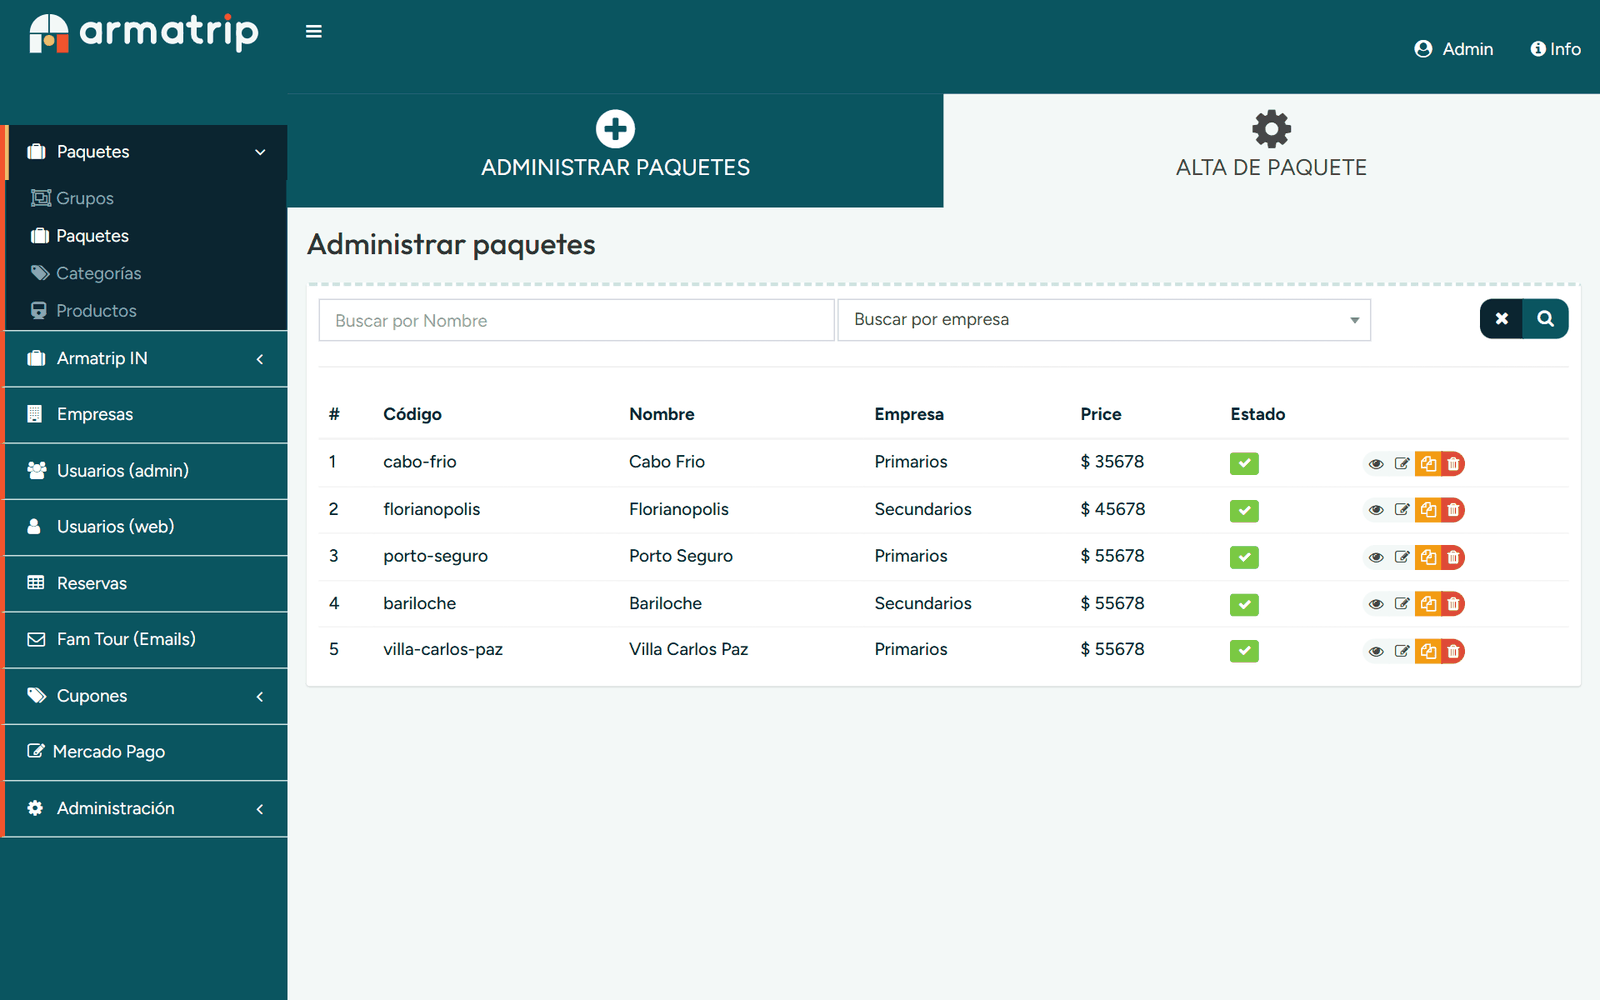 armatrip
Admin
Info
Paquetes
Grupos
Paquetes
Categorías
Productos
Armatrip IN
Empresas
Usuarios (admin)
Usuarios (web)
Reservas
Fam Tour (Emails)
Cupones
Mercado Pago
Administración
ADMINISTRAR PAQUETES
ALTA DE PAQUETE
Administrar paquetes
Buscar por Nombre
Buscar por empresa
# Código Nombre Empresa Price Estado
1 cabo-frio Cabo Frio Primarios $ 35678
2 florianopolis Florianopolis Secundarios $ 45678
3 porto-seguro Porto Seguro Primarios $ 55678
4 bariloche Bariloche Secundarios $ 55678
5 villa-carlos-paz Villa Carlos Paz Primarios $ 55678